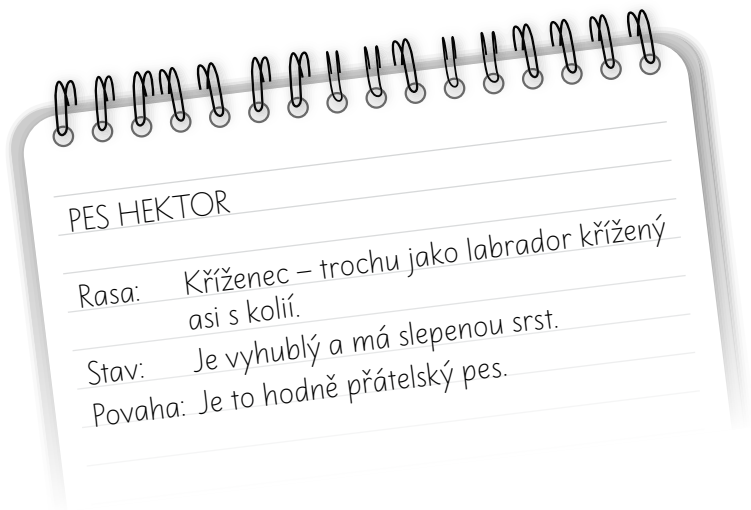 PES HEKTOR
Rasa: Kříženec – trochu jako labrador křížený
asi s kolií.
Stav: Je vyhublý a má slepenou srst.
Povaha: Je to hodně přátelský pes.